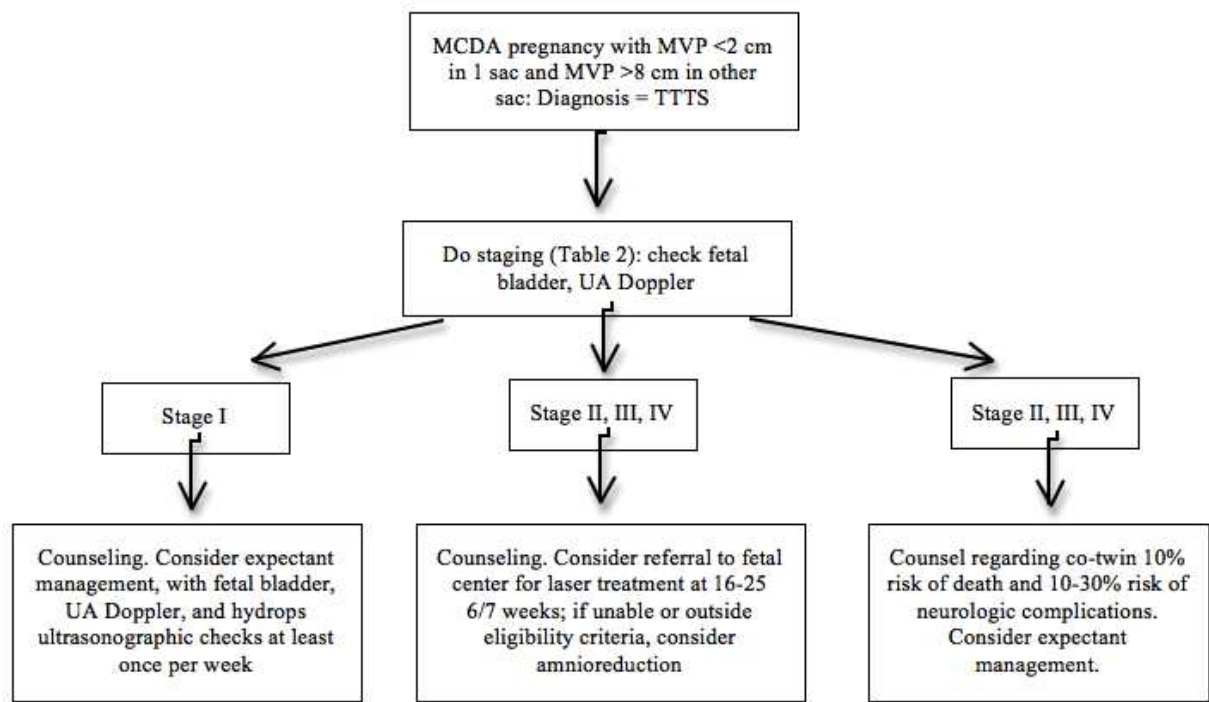 MCDA pregnancy with MVP <2 cm
in 1 sac and MVP >8 cm in other
sac: Diagnosis = TTTS
Do staging (Table 2): check fetal
bladder, UA Doppler
Stage I
Stage II, III, IV
Stage II, III, IV
Counseling. Consider expectant
management, with fetal bladder,
UA Doppler, and hydrops
ultrasonographic checks at least
once per week
Counseling. Consider referral to fetal
center for laser treatment at 16-25
6/7 weeks; if unable or outside
eligibility criteria, consider
amnioreduction
Counsel regarding co-twin 10%
risk of death and 10-30% risk of
neurologic complications.
Consider expectant
management.